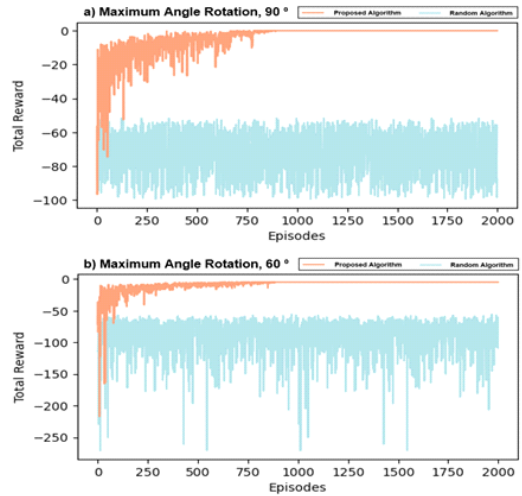 a) Maximum Angle Rotation, 90 º
Proposed Algorithm
Random Algorithm
Total Reward
0
−20
−40
−60
−80
−100
0 250 500 750 1000 1250 1500 1750 2000
Episodes
b) Maximum Angle Rotation, 60 º
Proposed Algorithm
Random Algorithm
Total Reward
0
−50
−100
−150
−200
−250
0 250 500 750 1000 1250 1500 1750 2000
Episodes